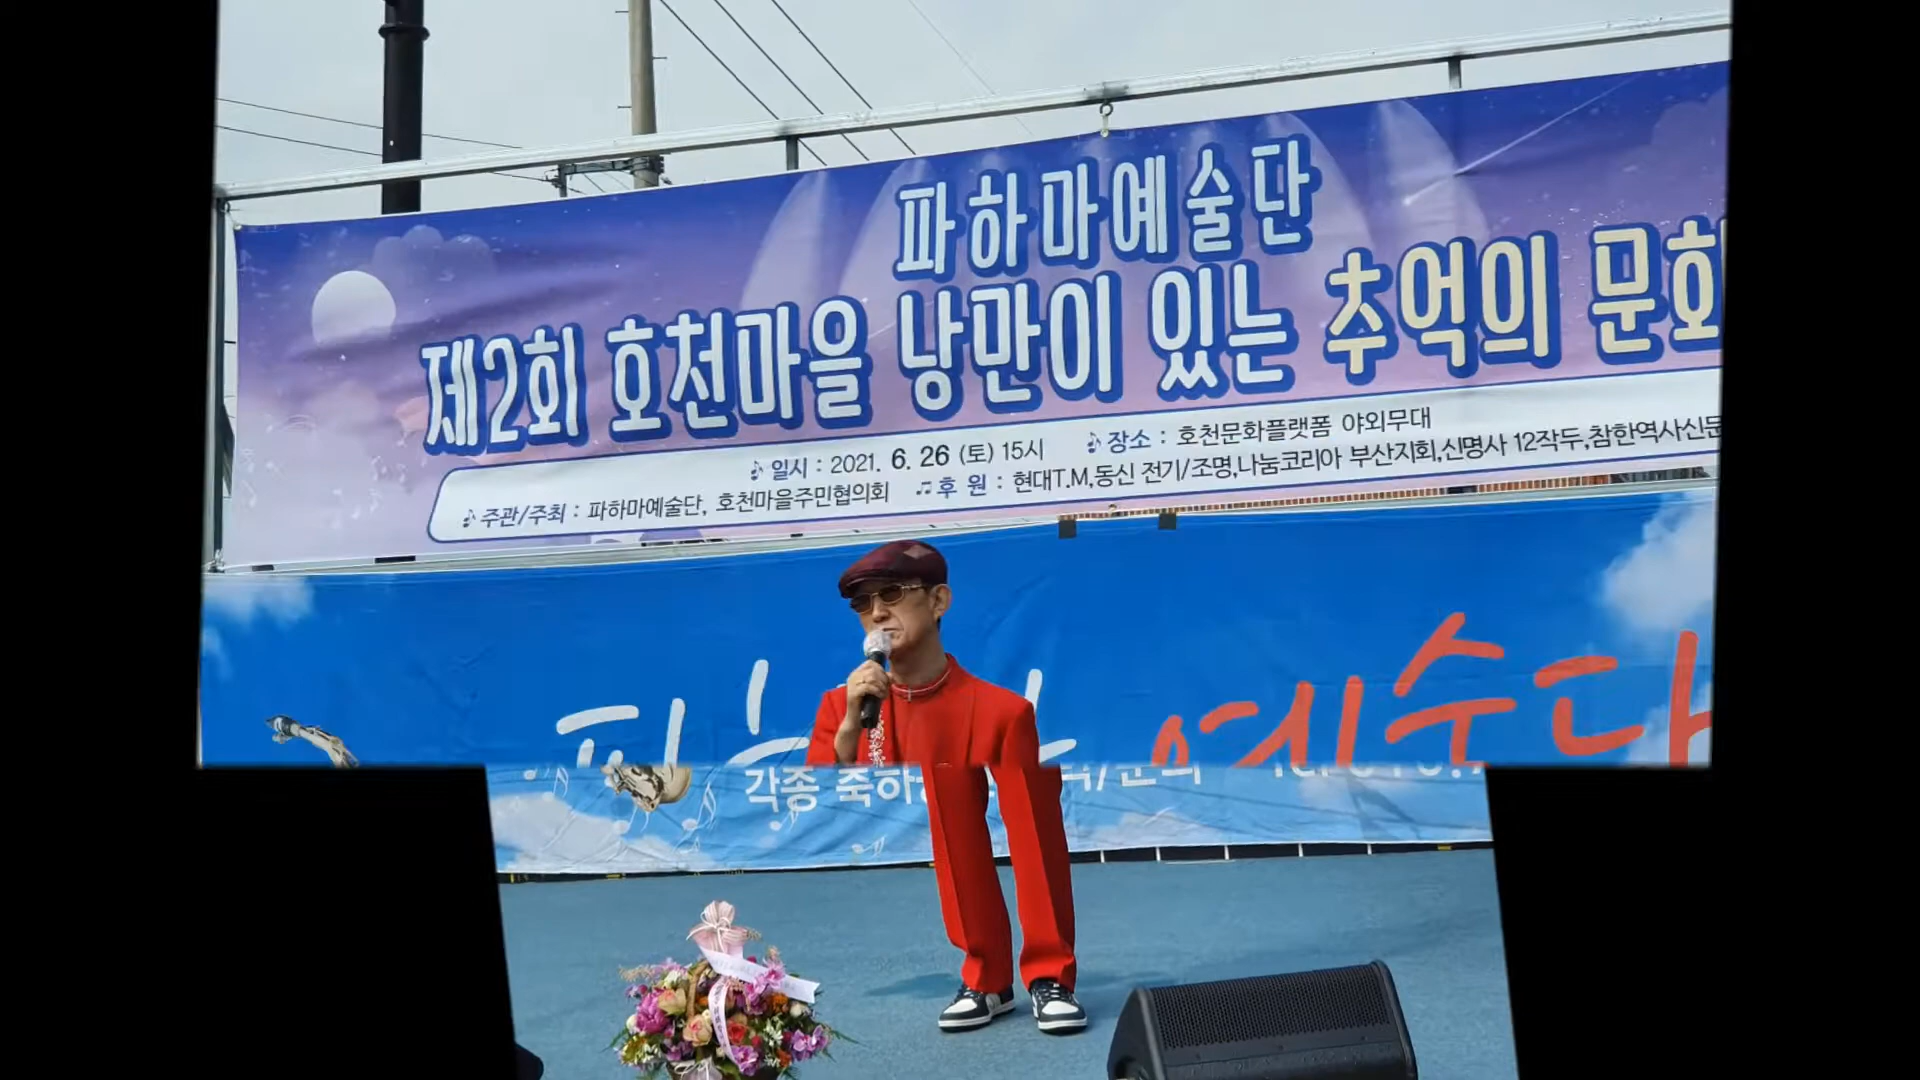 파하마예술단
제2회 호천마을 낭만이 있는 추억의 문화
일시 : 2021. 6. 26 (토) 15시 장소 : 호천문화플랫폼 야외무대
주관/주최 : 파하마예술단, 호천마을주민협의회 후 원 : 현대T.M,동신 전기/조명,나눔코리아 부산지회,신명사 12작두,참한역사신문
예술단
각종 축하